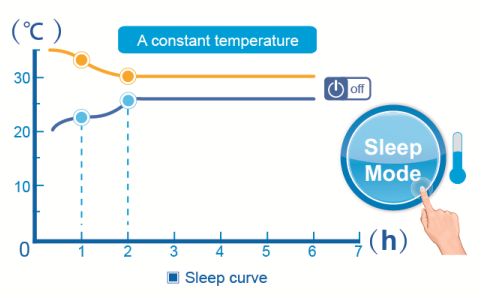 (℃)
A constant temperature
30
20
10
0
off
Sleep
Mode
1 2 3 4 5 6 7 (h)
Sleep curve